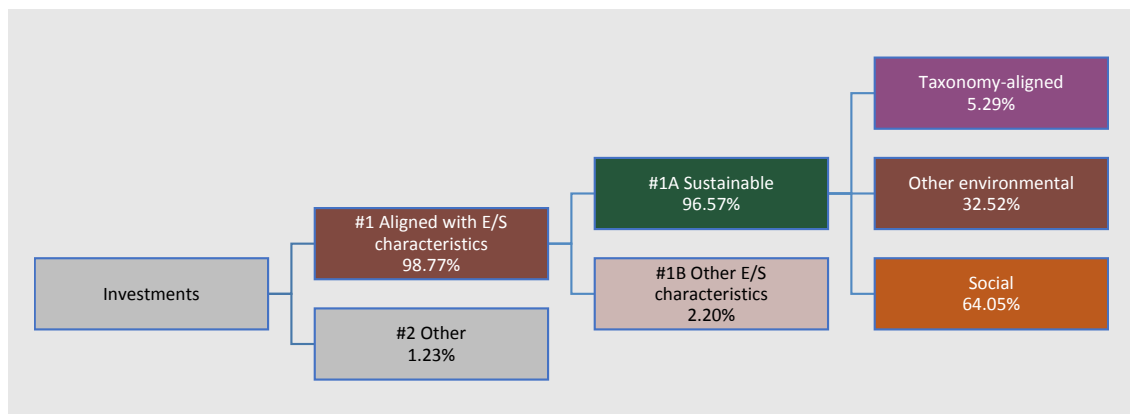 Investments
#1 Aligned with E/S
characteristics
98.77%
#2 Other
1.23%
#1A Sustainable
96.57%
#1B Other E/S
characteristics
2.20%
Taxonomy-aligned
5.29%
Other environmental
32.52%
Social
64.05%